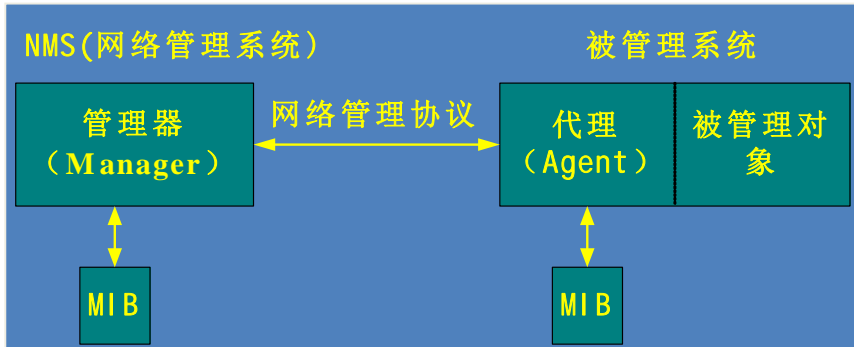 NMS(网络管理系统)
被管理系统
管理器
（Manager）
网络管理协议
代理
（Agent）
被管理对
象
MIB
MIB